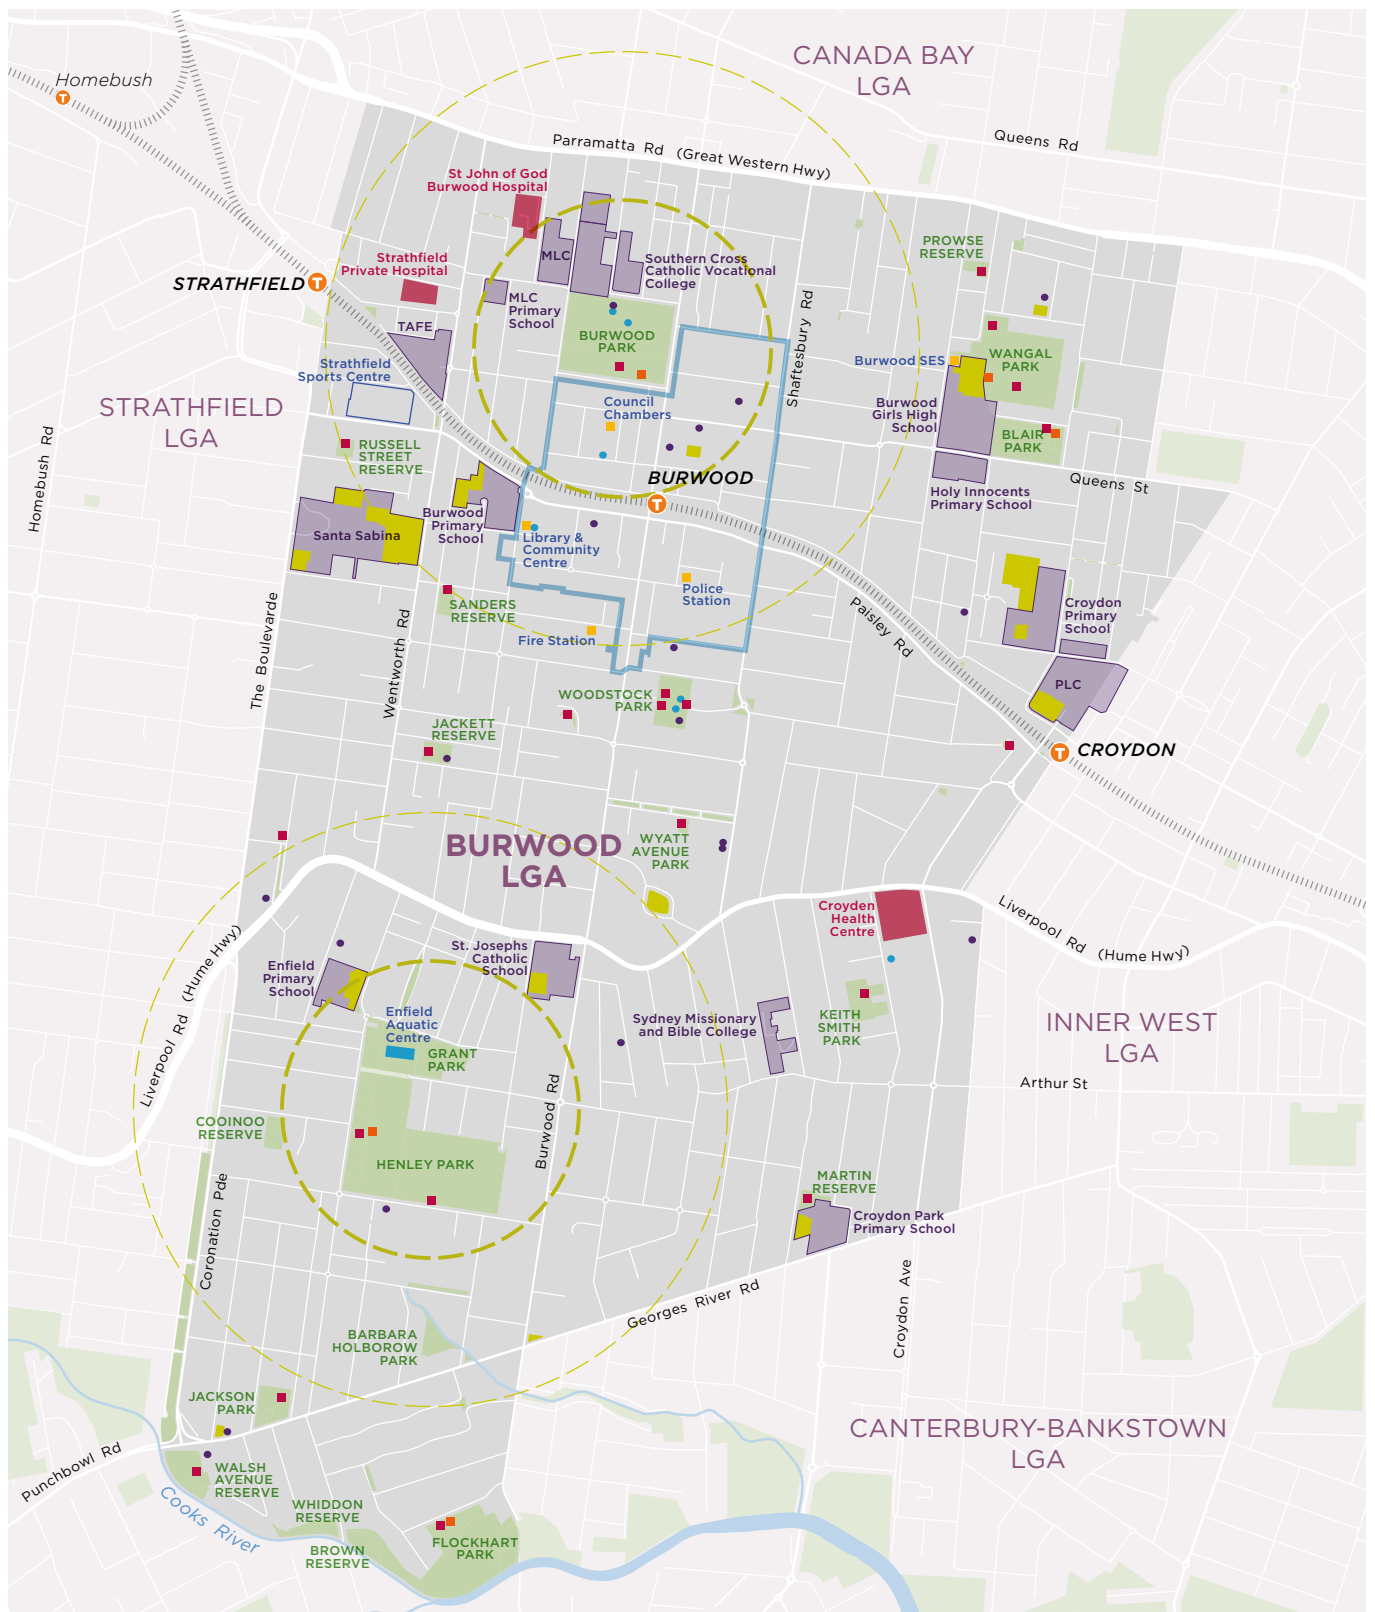 CANADA BAY
LGA
Homebush
Queens Rd
Parramatta Rd (Great Western Hwy)
St John of God
Burwood Hospital
PROWSE
RESERVE
MLC
Southern Cross
Catholic Vocational
College
Strathfield
Private Hospital
STRATHFIELD
T
T
MLC
Primary
School
TAFE
BURWOOD
PARK
Shaftesbury Rd
Strathfield
Sports Centre
Burwood SES
WANGAL
PARK
STRATHFIELD
LGA
Council
Chambers
Burwood
Girls High
School
BLAIR
PARK
Homebush Rd
RUSSELL
STREET
RESERVE
BURWOOD
T
Queens St
Holy Innocents
Primary School
Burwood
Primary
School
Santa Sabina
Library &
Community
Centre
Police
Station
Croydon
Primary
School
SANDERS
RESERVE
Paisley Rd
Fire Station
The Boulevarde
Wentworth Rd
PLC
WOODSTOCK
PARK
JACKETT
RESERVE
T
CROYDON
BURWOOD
LGA
WYATT
AVENUE
PARK
Croyden
Health
Centre
Liverpool Rd (Hume Hwy)
St. Josephs
Catholic
School
Enfield
Primary
School
Liverpool Rd (Hume Hwy)
Enfield
Aquatic
Centre
GRANT
PARK
Sydney Missionary
and Bible College
KEITH
SMITH
PARK
INNER WEST
LGA
Arthur St
COOINOO
RESERVE
Burwood Rd
HENLEY PARK
MARTIN
RESERVE
Croydon Park
Primary School
Coronation Pde
Georges River Rd
Croydon Ave
BARBARA
HOLBOROW
PARK
JACKSON
PARK
CANTERBURY-BANKSTOWN
LGA
Punchbowl Rd
WALSH
AVENUE
RESERVE
Cooks River
WHIDDON
RESERVE
BROWN
RESERVE
FLOCKHART
PARK